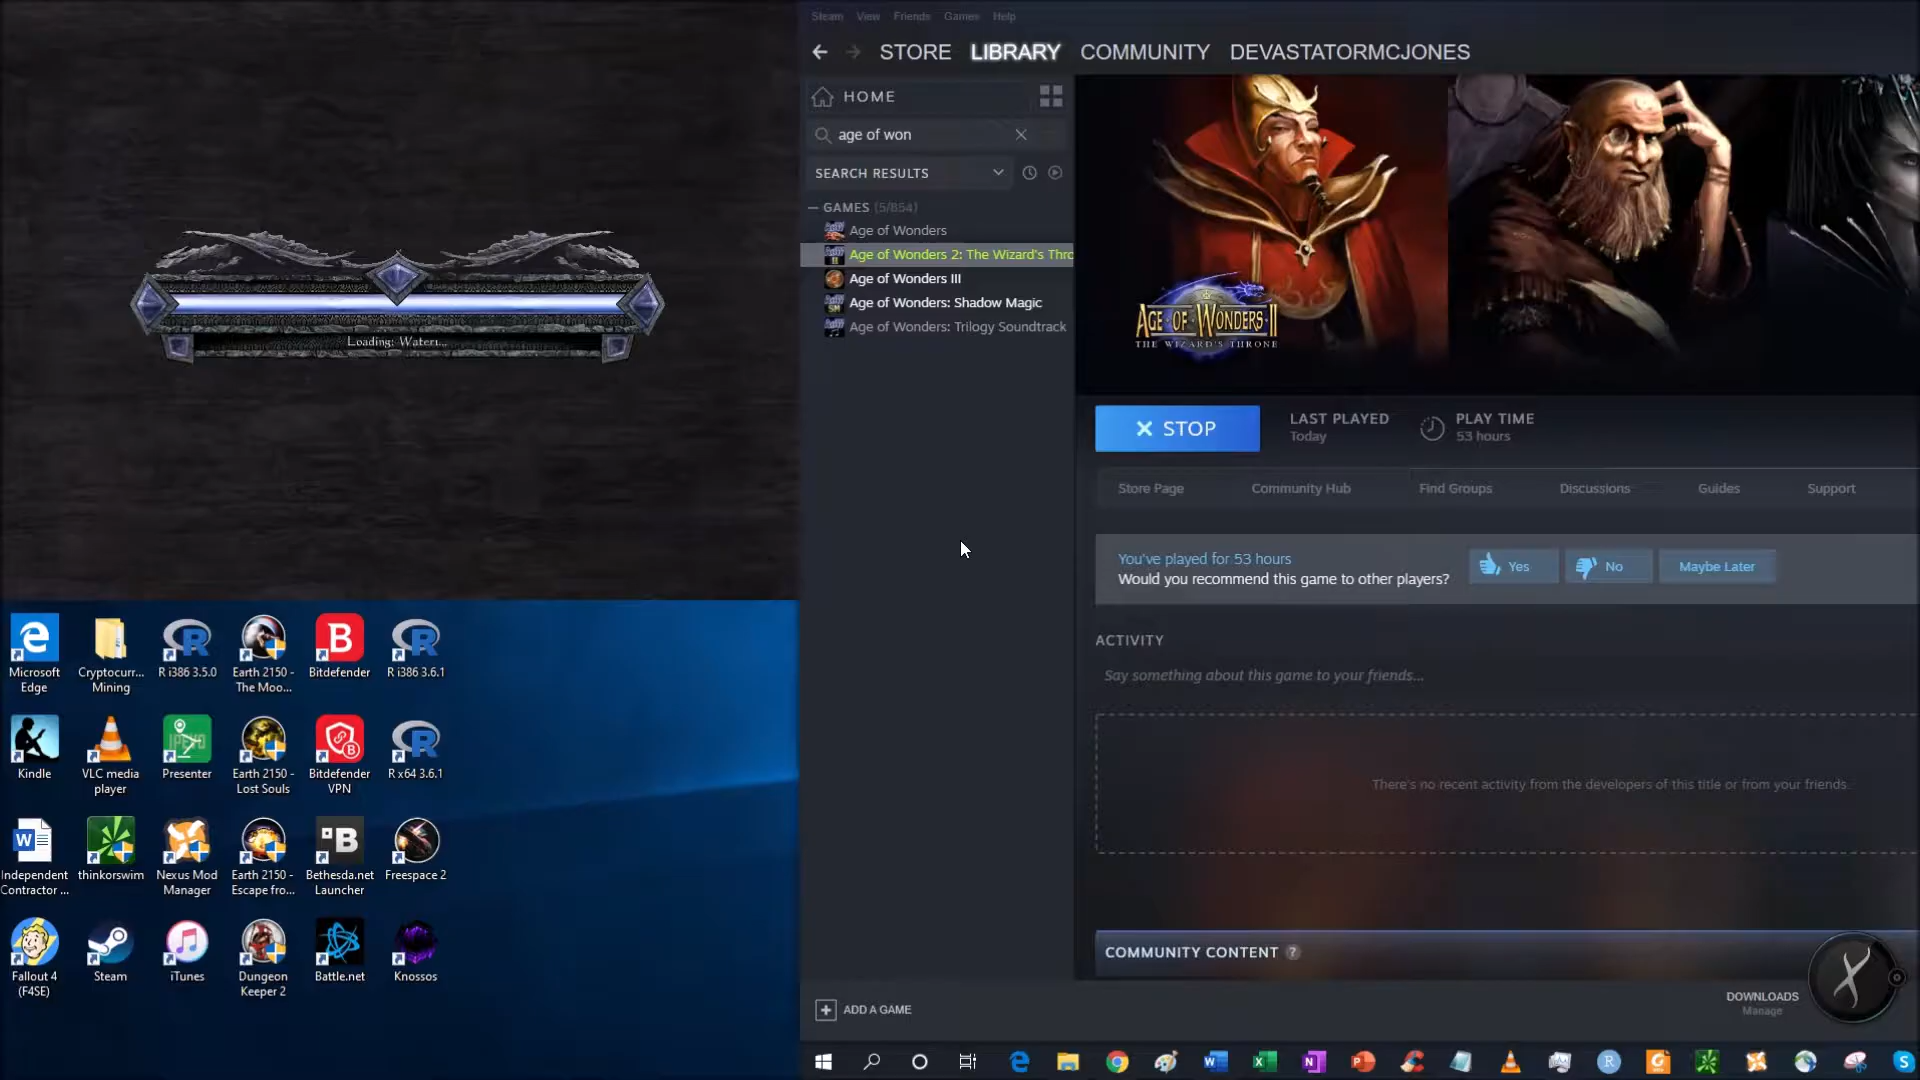 Steam View Friends Games Help
STORE LIBRARY COMMUNITY DEVASTATORMCJONES
HOME
age of won
SEARCH RESULTS
GAMES (5/854)
Age of Wonders
Age of Wonders 2: The Wizard's Thro
Age of Wonders III
Age of Wonders: Shadow Magic
Age of Wonders: Trilogy Soundtrack
AGE OF WONDERS II
THE WIZARD'S THRONE
STOP
LAST PLAYED
Today
PLAY TIME
53 hours
Store Page Community Hub Find Groups Discussions Guides Support
You've played for 53 hours
Would you recommend this game to other players?
Yes No Maybe Later
ACTIVITY
Say something about this game to your friends...
There's no recent activity from the developers of this title or from your friends.
COMMUNITY CONTENT ?
ADD A GAME
DOWNLOADS
Manage
Loading: Water1...
Microsoft Edge
Cryptocurr... Mining
R i386 3.5.0
Earth 2150 - The Moo...
Bitdefender
R i386 3.6.1
Kindle
VLC media player
IPEVO
Presenter
Earth 2150 - Lost Souls
Bitdefender VPN
R x64 3.6.1
Independent Contractor ...
thinkorswim
Nexus Mod Manager
Earth 2150 - Escape fro...
Bethesda.net Launcher
Freespace 2
Fallout 4 (F4SE)
Steam
iTunes
Dungeon Keeper 2
Battle.net
Knossos